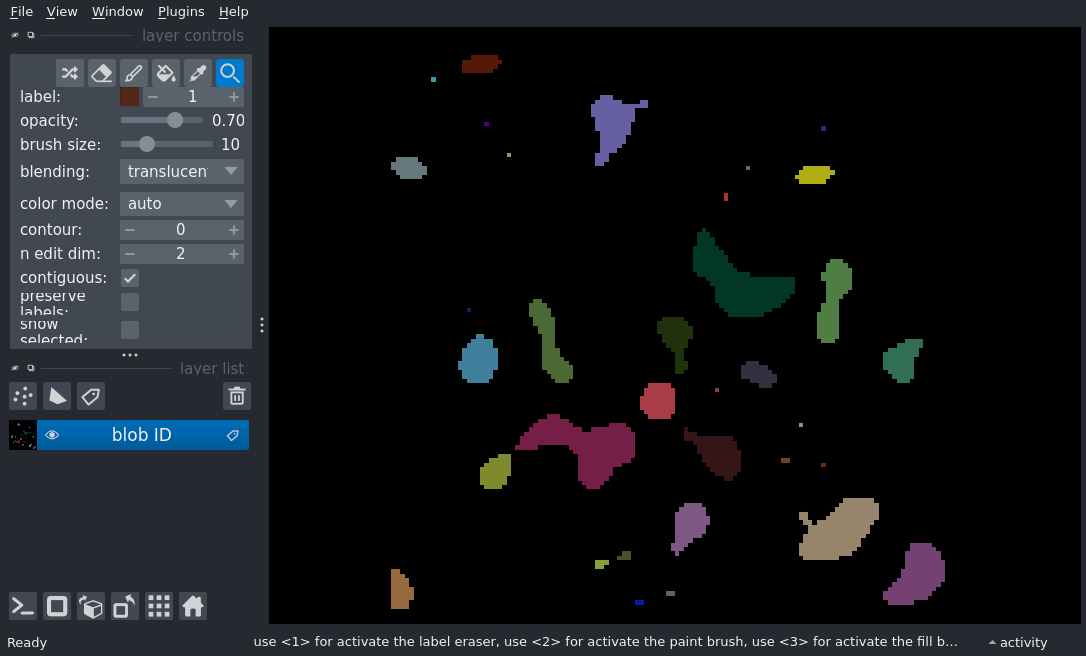 File View Window Plugins Help
layer controls
label: − 1 +
opacity: 0.70
brush size: 10
blending: translucen
color mode: auto
contour: − 0 +
n edit dim: − 2 +
contiguous:
preserve
labels:
show
selected:
layer list
blob ID
Ready use <1> for activate the label eraser, use <2> for activate the paint brush, use <3> for activate the fill b... activity